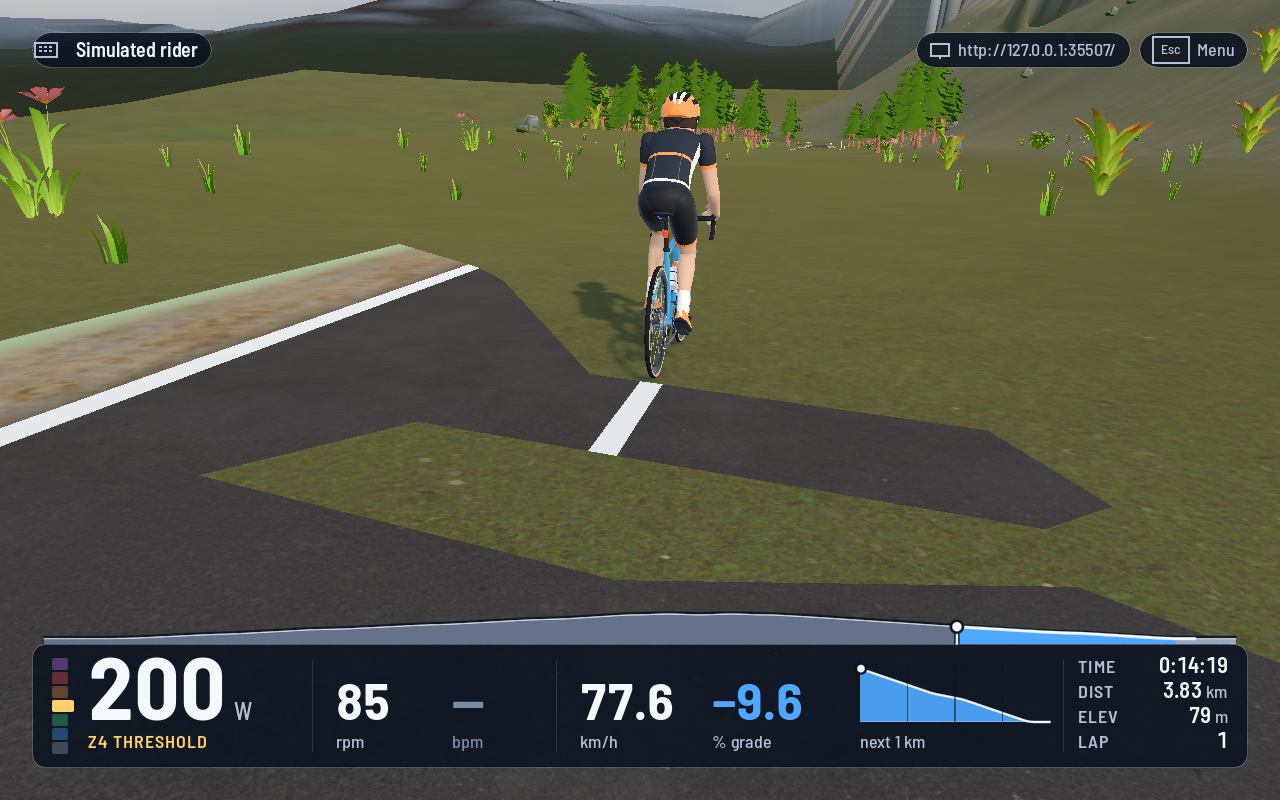 Simulated rider
http://127.0.0.1:35507/
Esc Menu
200 W
Z4 THRESHOLD
85
rpm
–
bpm
77.6
km/h
–9.6
% grade
next 1 km
TIME 0:14:19
DIST 3.83 km
ELEV 79 m
LAP 1